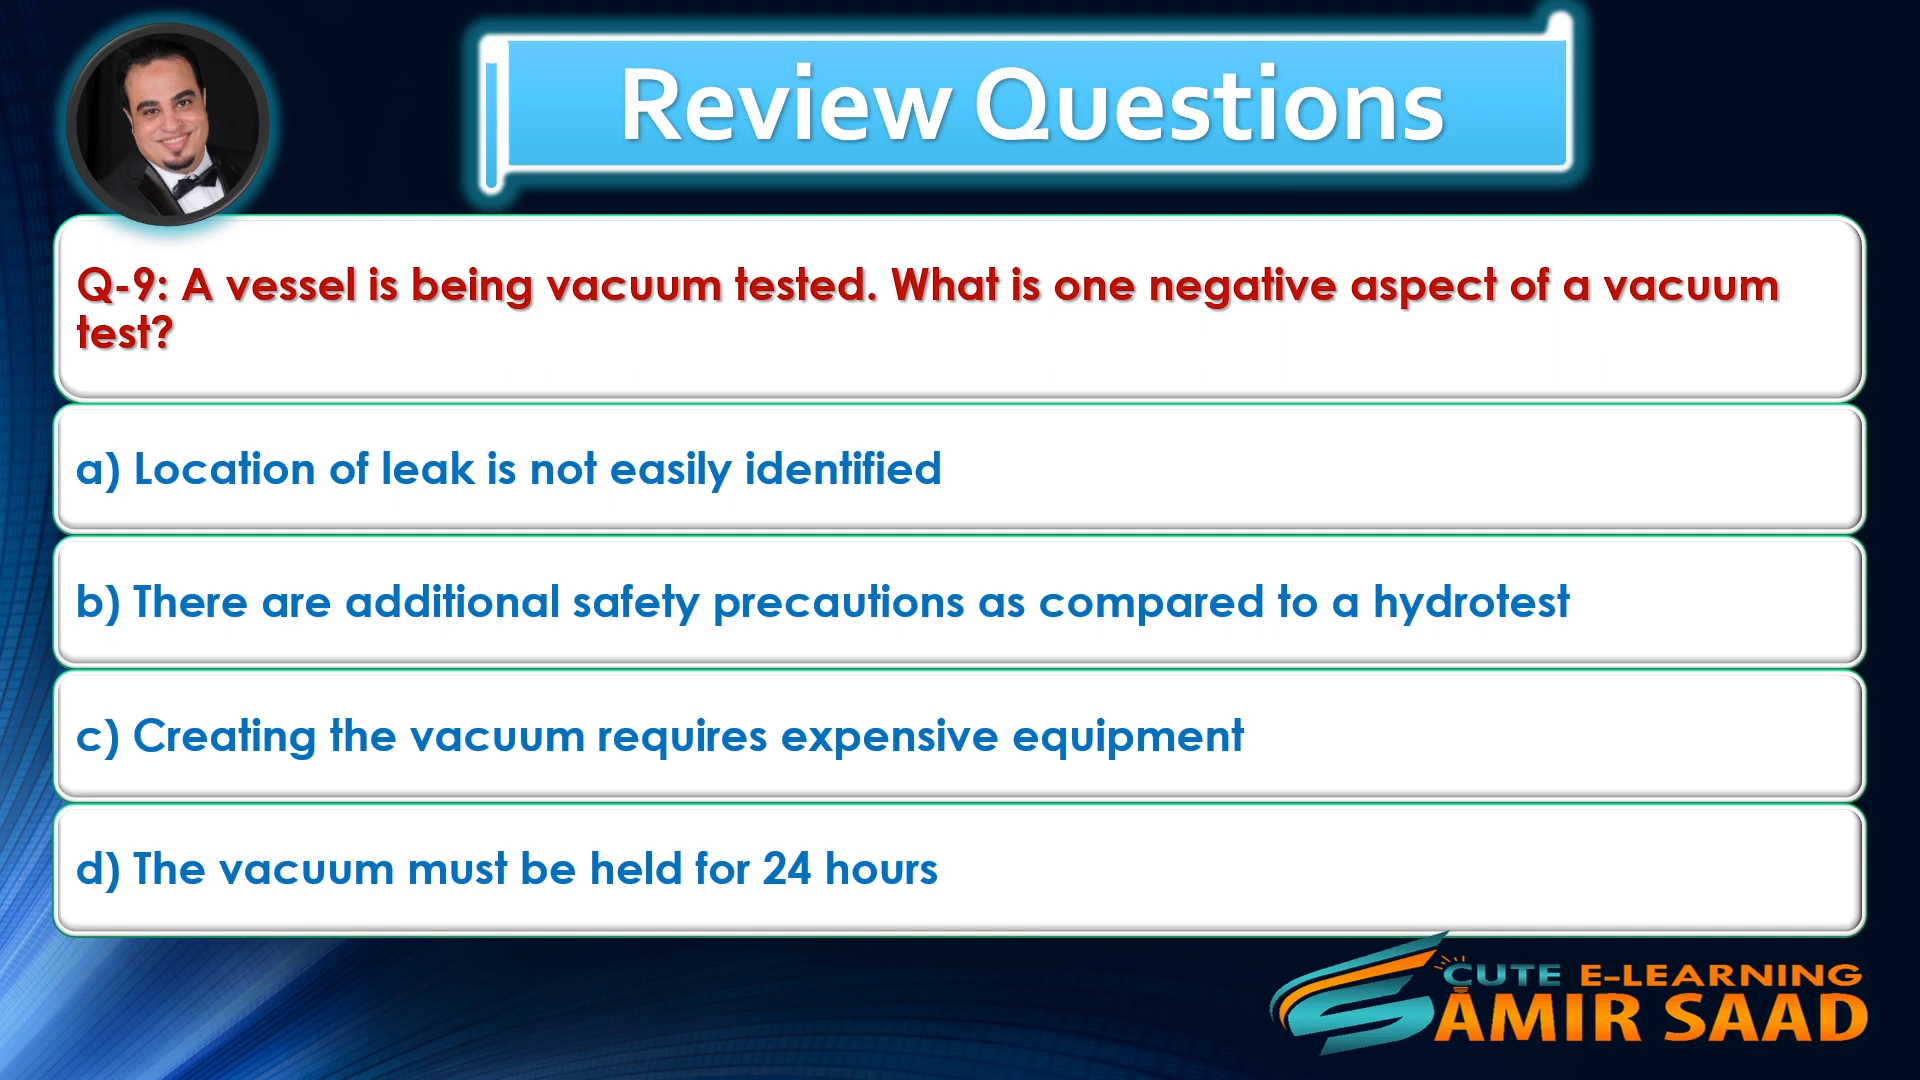 Review Questions
Q-9: A vessel is being vacuum tested. What is one negative aspect of a vacuum
test?
a) Location of leak is not easily identified
b) There are additional safety precautions as compared to a hydrotest
c) Creating the vacuum requires expensive equipment
d) The vacuum must be held for 24 hours
CUTE E-LEARNING
AMIR SAAD